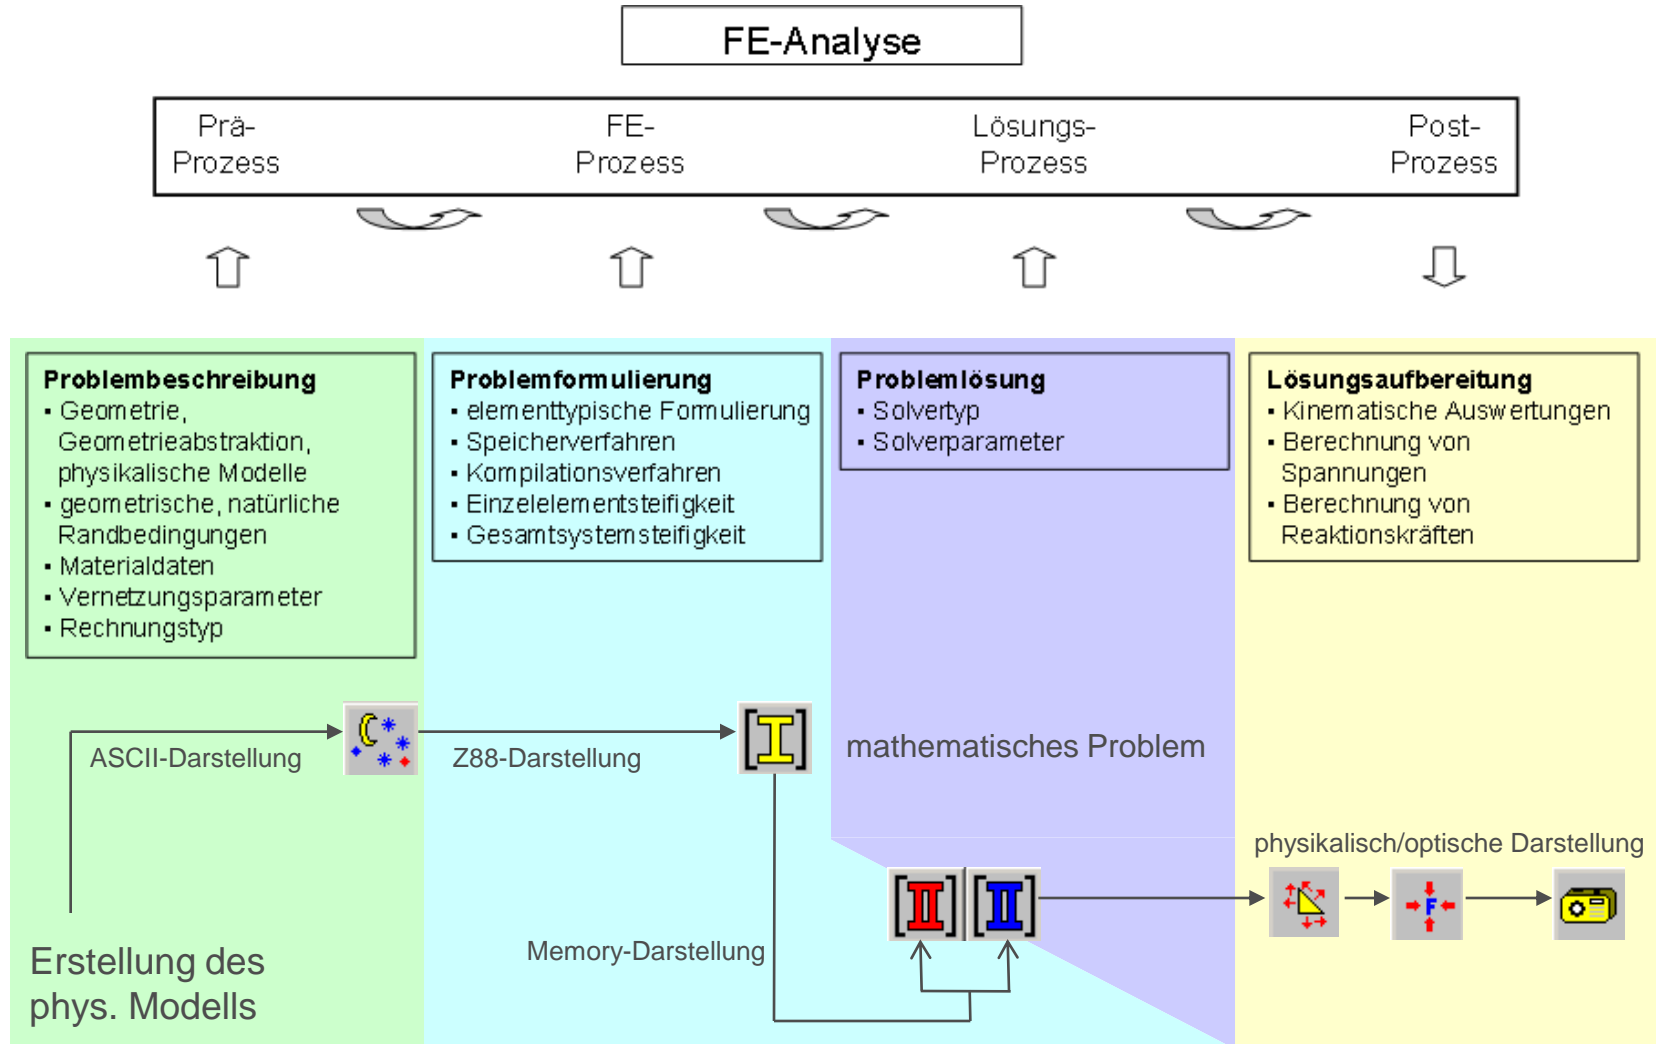 FE-Analyse
Prä-
Prozess
FE-
Prozess
Lösungs-
Prozess
Post-
Prozess
Problembeschreibung
▪ Geometrie,
Geometrieabstraktion,
physikalische Modelle
▪ geometrische, natürliche
Randbedingungen
▪ Materialdaten
▪ Vernetzungsparameter
▪ Rechnungstyp
Problemformulierung
▪ elementtypische Formulierung
▪ Speicherverfahren
▪ Kompilationsverfahren
▪ Einzelelementsteifigkeit
▪ Gesamtsystemsteifigkeit
Problemlösung
▪ Solvertyp
▪ Solverparameter
Lösungsaufbereitung
▪ Kinematische Auswertungen
▪ Berechnung von
Spannungen
▪ Berechnung von
Reaktionskräften
ASCII-Darstellung
Z88-Darstellung
[I]
mathematisches Problem
physikalisch/optische Darstellung
[II]
[II]
F
Memory-Darstellung
Erstellung des
phys. Modells